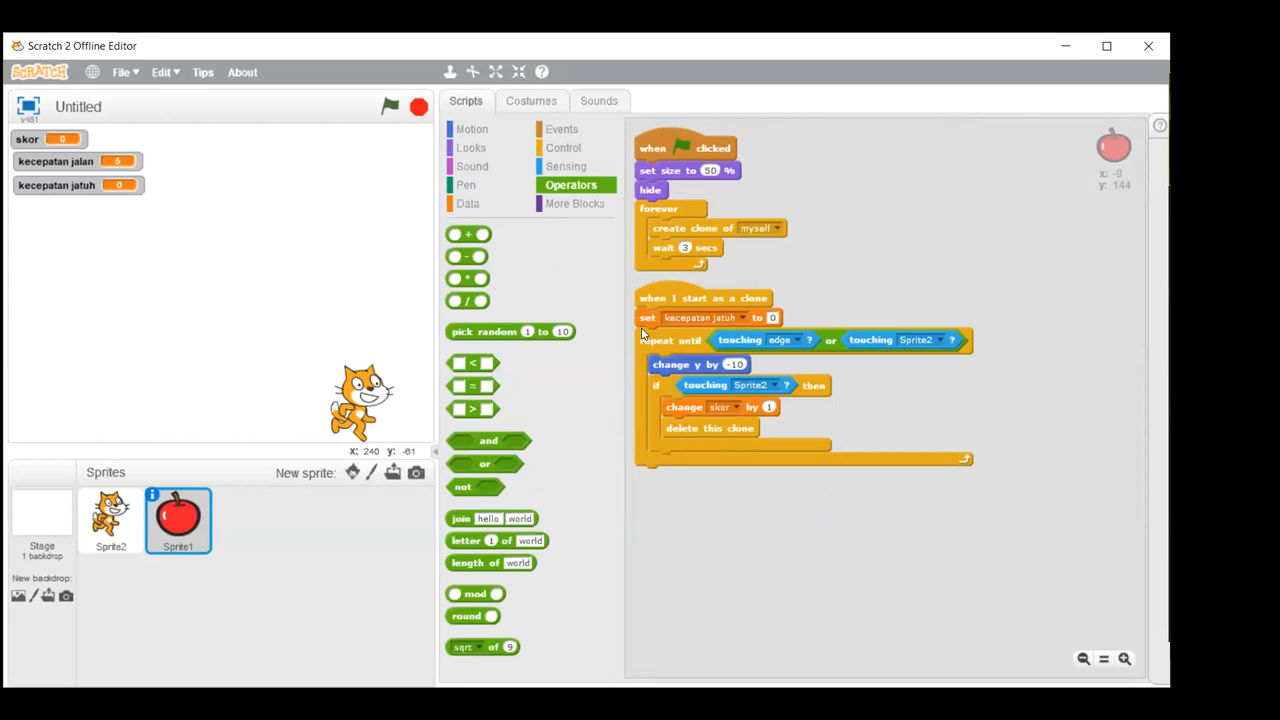 Scratch 2 Offline Editor
SCRATCH File Edit Tips About
v461 Untitled
skor 0
kecepatan jalan 5
kecepatan jatuh 0
x: 240 y: -61
Sprites New sprite:
Stage
1 backdrop
New backdrop:
Sprite2
Sprite1
Scripts Costumes Sounds
Motion Events
Looks Control
Sound Sensing
Pen Operators
Data More Blocks
+
-
*
/
pick random 1 to 10
<
=
>
and
or
not
join hello world
letter 1 of world
length of world
mod
round
sqrt of 9
when clicked
set size to 50 %
hide
forever
create clone of myself
wait 3 secs
when I start as a clone
set kecepatan jatuh to 0
repeat until touching edge ? or touching Sprite2 ?
change y by -10
if touching Sprite2 ? then
change skor by 1
delete this clone
x: -9
y: 144